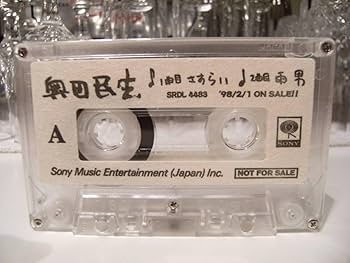 奥田民生 ♪1曲目 さすらい ♪2曲目 雨男
SRDL 4483 '98/2/1 ON SALE!!
A
SONY
Sony Music Entertainment (Japan) Inc. NOT FOR SALE